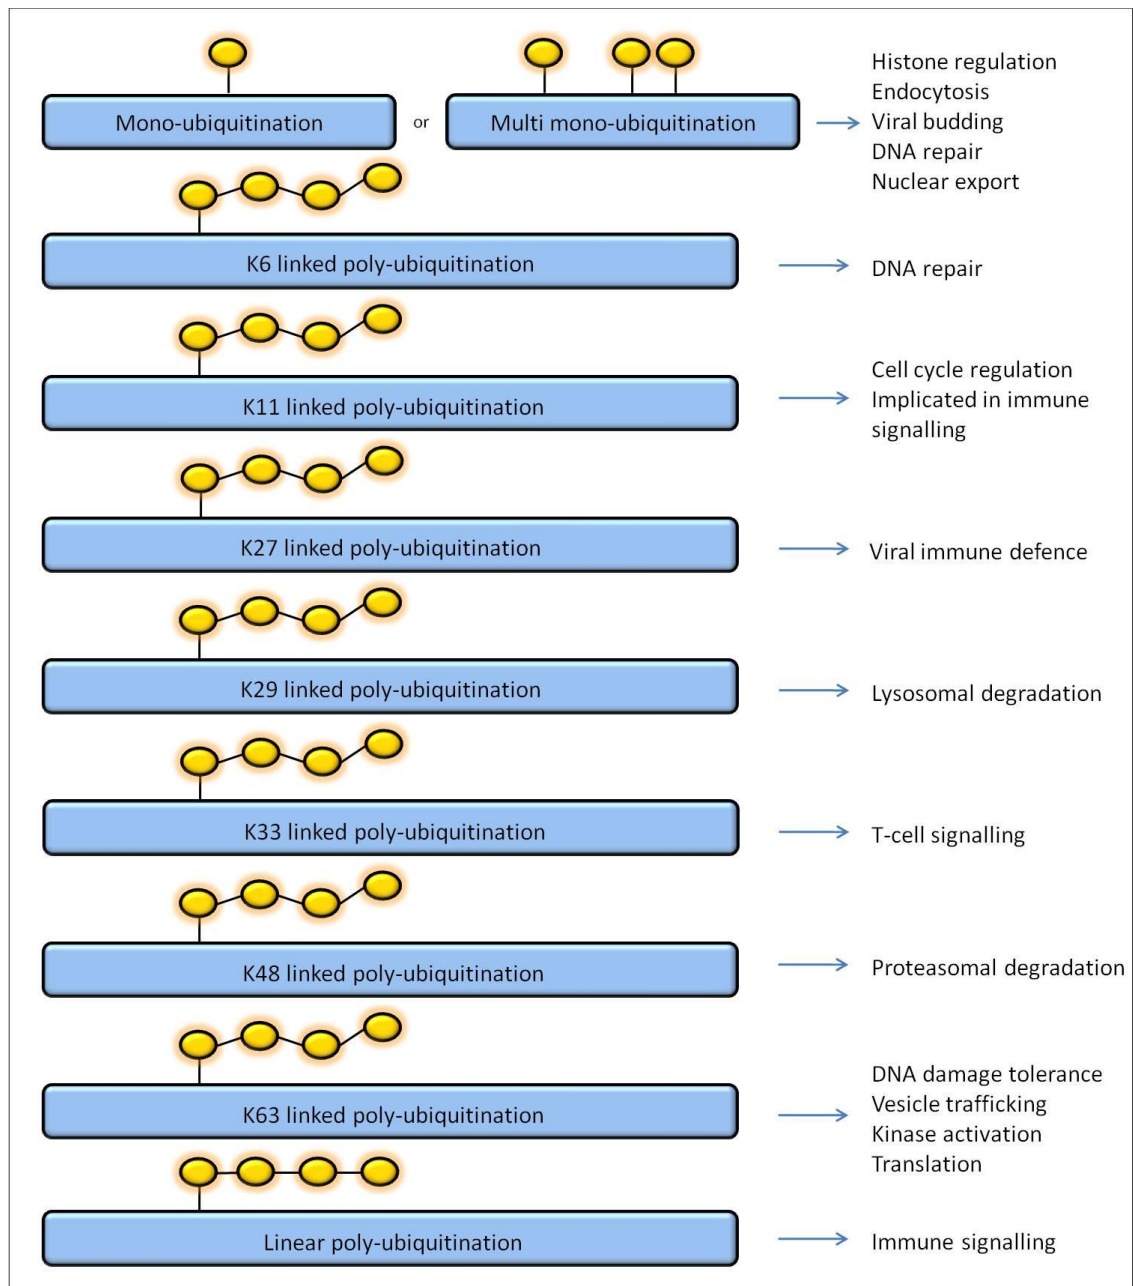 Mono-ubiquitination
or
Multi mono-ubiquitination
Histone regulation
Endocytosis
Viral budding
DNA repair
Nuclear export
K6 linked poly-ubiquitination
DNA repair
K11 linked poly-ubiquitination
Cell cycle regulation
Implicated in immune
signalling
K27 linked poly-ubiquitination
Viral immune defence
K29 linked poly-ubiquitination
Lysosomal degradation
K33 linked poly-ubiquitination
T-cell signalling
K48 linked poly-ubiquitination
Proteasomal degradation
K63 linked poly-ubiquitination
DNA damage tolerance
Vesicle trafficking
Kinase activation
Translation
Linear poly-ubiquitination
Immune signalling